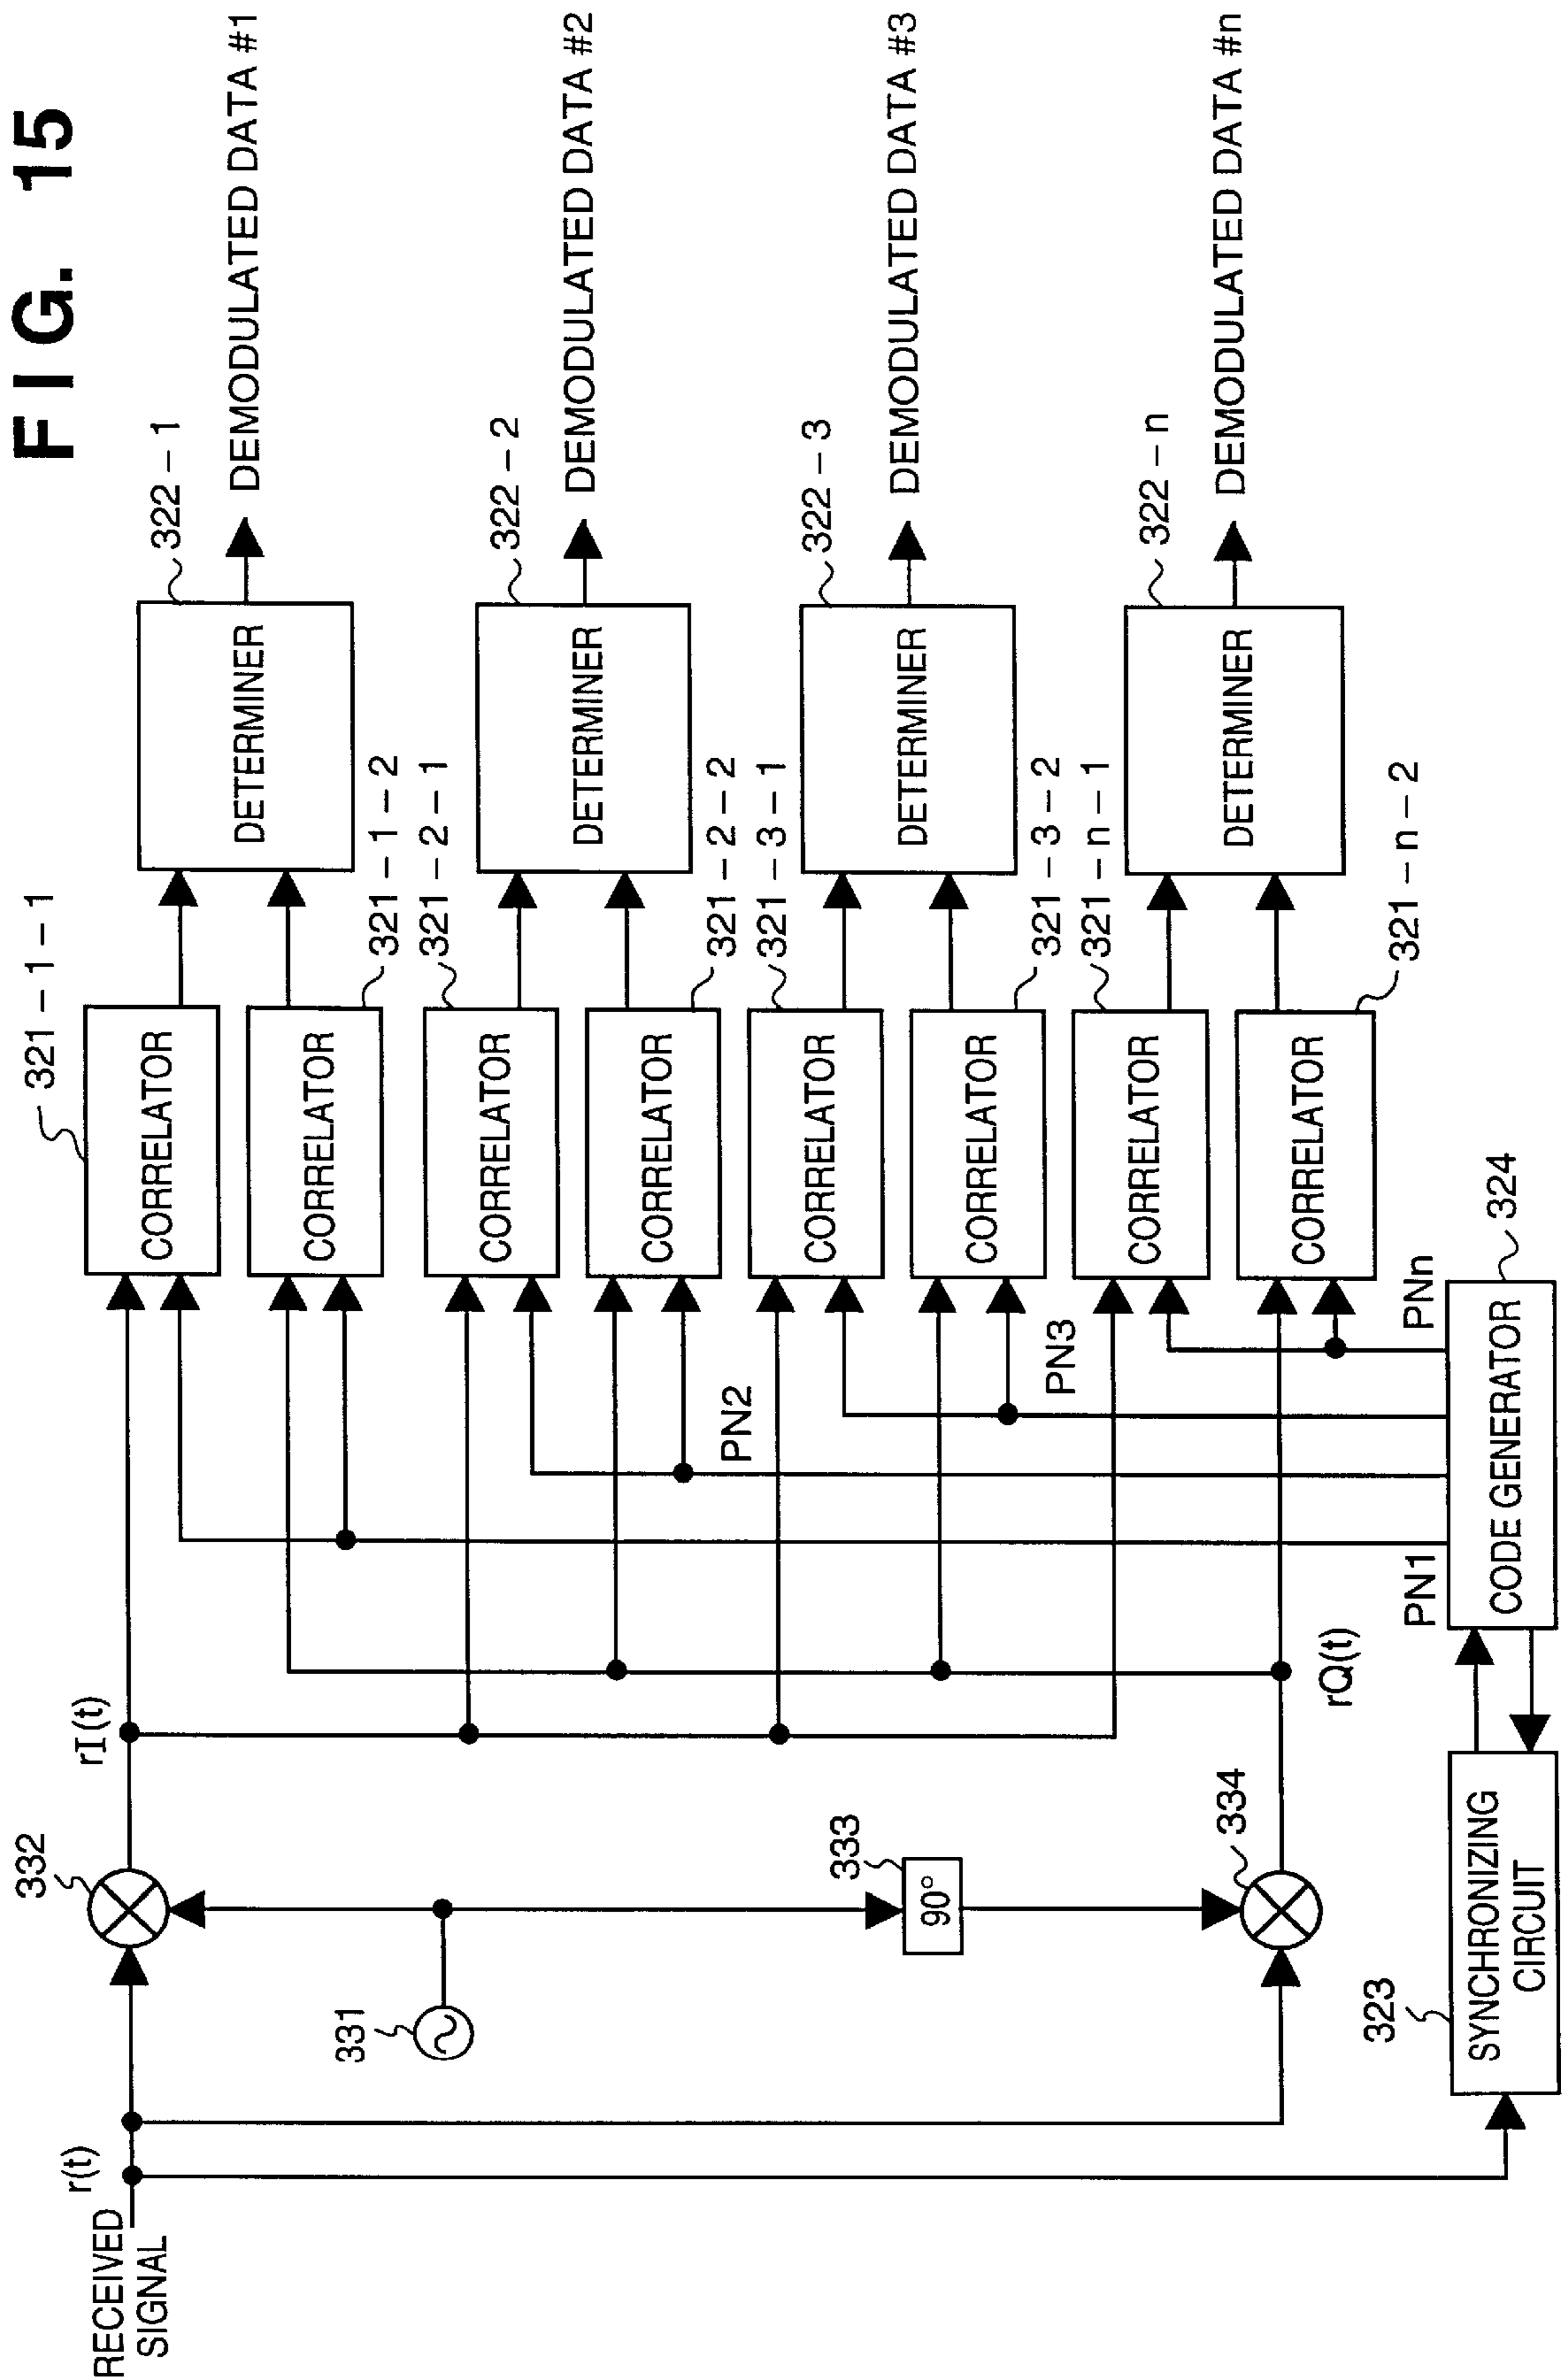 FIG. 15
RECEIVED
SIGNAL
r(t)
331
332
333
90°
334
rI(t)
rQ(t)
323
SYNCHRONIZING
CIRCUIT
324
CODE GENERATOR
PN1
PN2
PN3
PNn
321-1-1
CORRELATOR
CORRELATOR
321-1-2
321-2-1
CORRELATOR
CORRELATOR
321-2-2
321-3-1
CORRELATOR
CORRELATOR
321-3-2
321-n-1
CORRELATOR
CORRELATOR
321-n-2
322-1
DETERMINER
DEMODULATED DATA #1
322-2
DETERMINER
DEMODULATED DATA #2
322-3
DETERMINER
DEMODULATED DATA #3
322-n
DETERMINER
DEMODULATED DATA #n